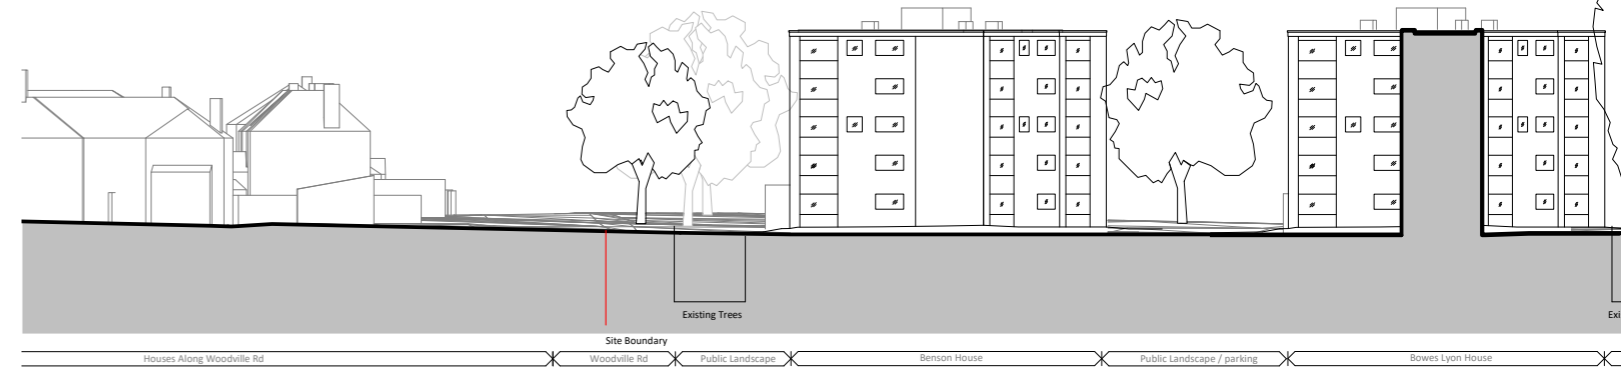 Existing Trees
Exi
Site Boundary
Houses Along Woodville Rd
Woodville Rd
Public Landscape
Benson House
Public Landscape / parking
Bowes Lyon House